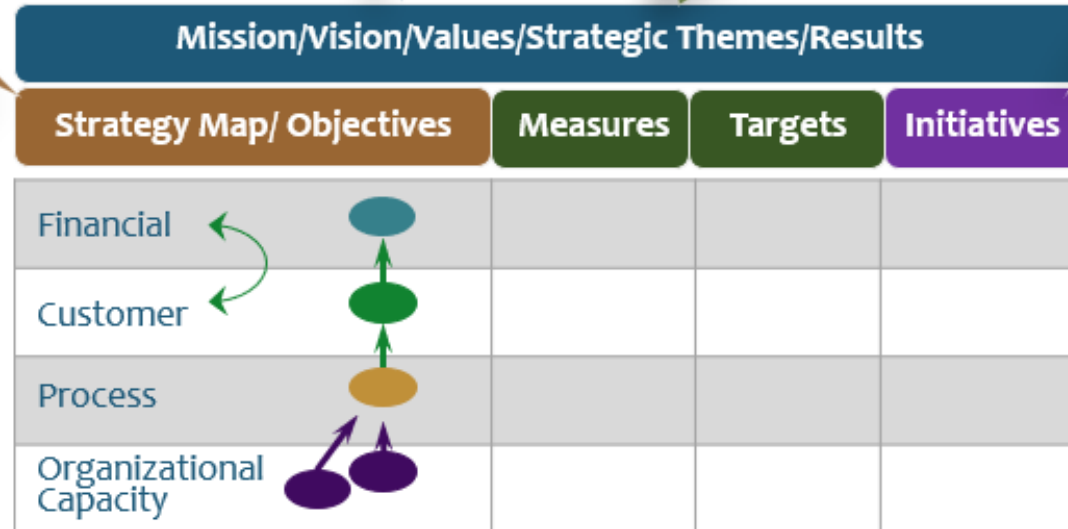 Mission/Vision/Values/Strategic Themes/Results
Strategy Map/ Objectives
Measures
Targets
Initiatives
Financial
Customer
Process
Organizational
Capacity